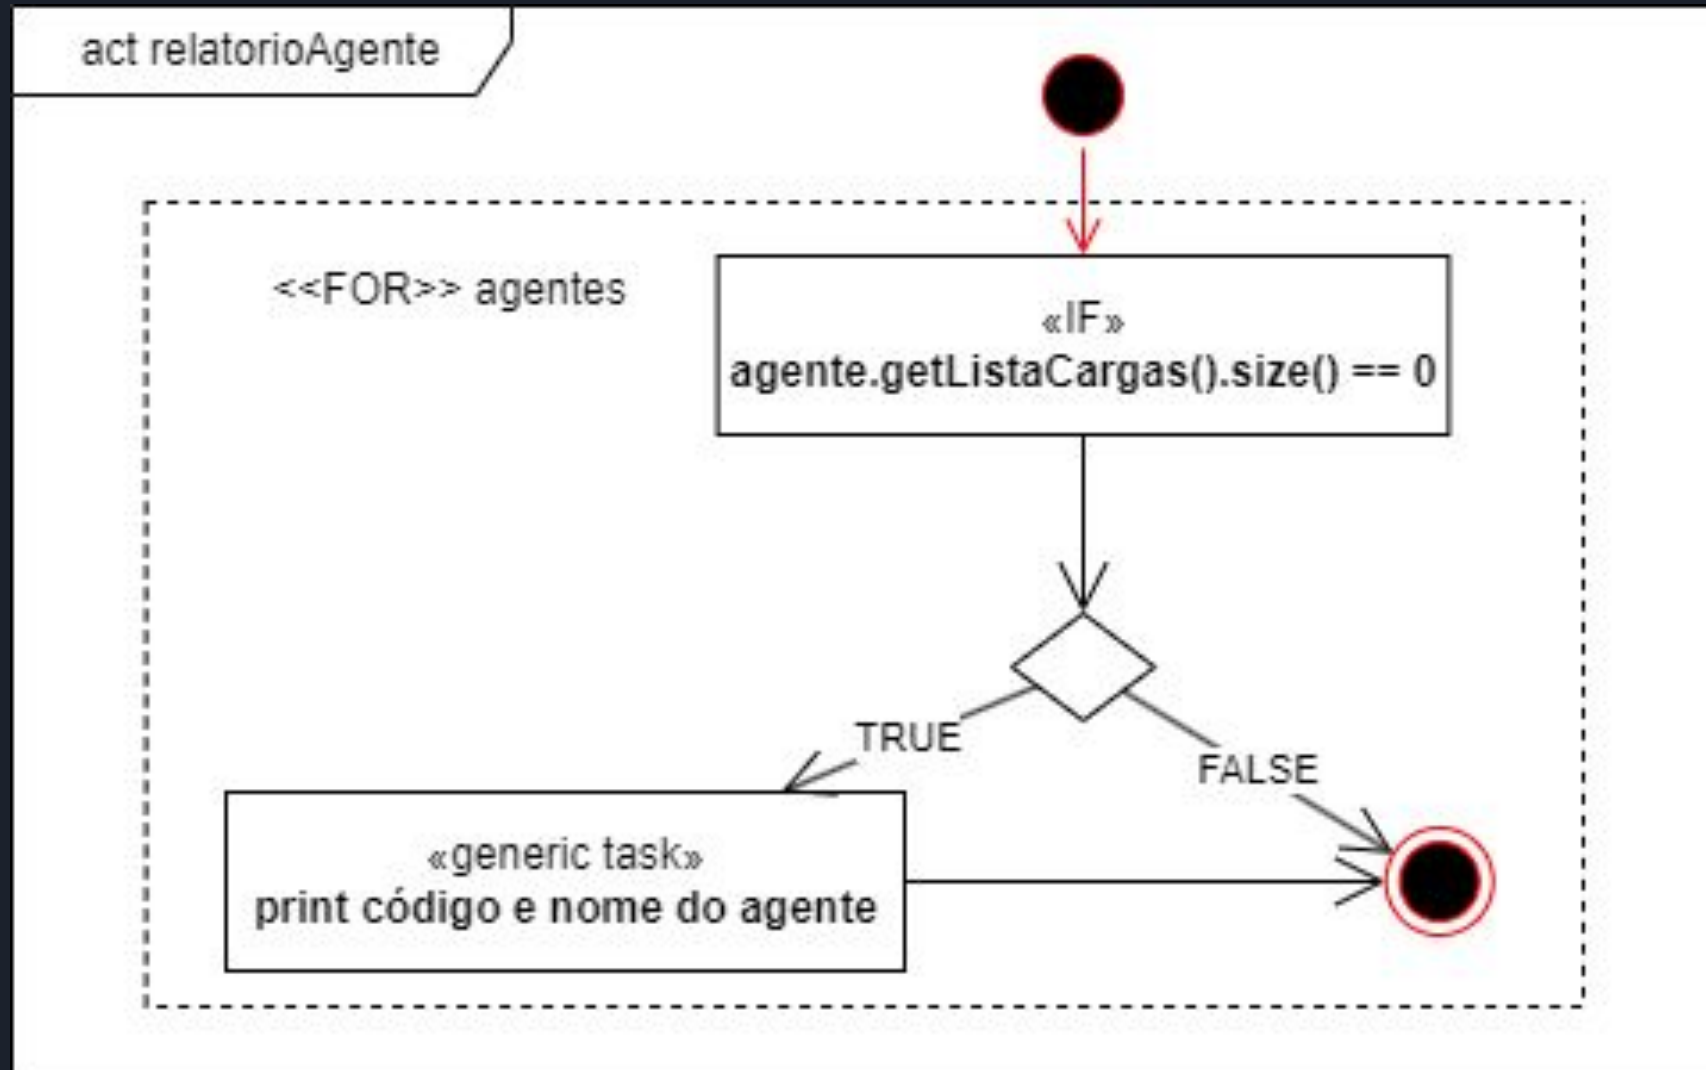 act relatorioAgente
<<FOR>> agentes
«IF»
agente.getListaCargas().size() == 0
TRUE
FALSE
«generic task»
print código e nome do agente